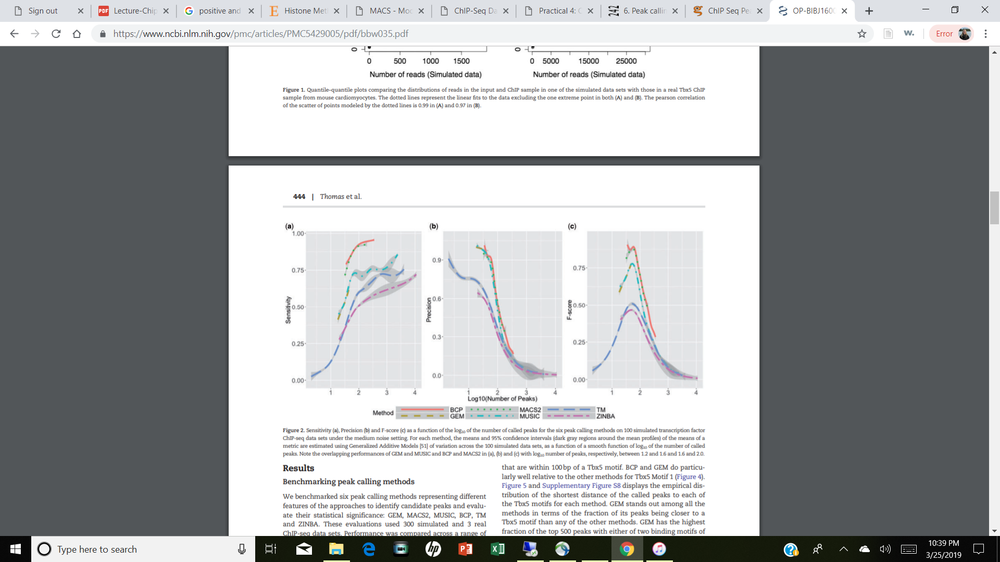 Sign out
Lecture-Chip
positive and
Histone Met
MACS - Moc
ChIP-Seq Da
Practical 4: C
6. Peak callin
ChIP Seq Pea
OP-BIBJ1600
https://www.ncbi.nlm.nih.gov/pmc/articles/PMC5429005/pdf/bbw035.pdf
Error
0 0
0 500 1000 1500
0 5000 15000 25000
Number of reads (Simulated data)
Number of reads (Simulated data)
Figure 1. Quantile–quantile plots comparing the distributions of reads in the input and ChIP sample in one of the simulated data sets with those in a real Tbx5 ChIP
sample from mouse cardiomyocytes. The dotted lines represent the linear fits to the data excluding the one extreme point in both (A) and (B). The pearson correlation
of the scatter of points modeled by the dotted lines is 0.99 in (A) and 0.97 in (B).
444 | Thomas et al.
(a)
1.00
0.75
0.50
0.25
0.00
Sensitivity
1 2 3 4
(b)
0.9
0.6
0.3
0.0
Precision
1 2 3 4
(c)
0.75
0.50
0.25
0.00
F-score
1 2 3 4
Log10(Number of Peaks)
Method BCP MACS2 TM
GEM MUSIC ZINBA
Figure 2. Sensitivity (a), Precision (b) and F-score (c) as a function of the log10 of the number of called peaks for the six peak calling methods on 100 simulated transcription factor
ChIP-seq data sets under the medium noise setting. For each method, the means and 95% confidence intervals (dark gray regions around the mean profiles) of the means of a
metric are estimated using Generalized Additive Models [51] of variation across the 100 simulated data sets, as a function of a smooth function of log10 of the number of called
peaks. Note the overlapping performances of GEM and MUSIC and BCP and MACS2 in (a), (b) and (c) with log10 number of peaks, respectively, between 1.2 and 1.6 and 1.6 and 2.0.
Results
Benchmarking peak calling methods
We benchmarked six peak calling methods representing different
features of the approaches to identify candidate peaks and evalu-
ate their statistical significance: GEM, MACS2, MUSIC, BCP, TM
and ZINBA. These evaluations used 300 simulated and 3 real
ChIP-seq data sets. Performance was compared across a range of
that are within 100 bp of a Tbx5 motif. BCP and GEM do particu-
larly well relative to the other methods for Tbx5 Motif 1 (Figure 4).
Figure 5 and Supplementary Figure S8 displays the empirical dis-
tribution of the shortest distance of the called peaks to each of
the Tbx5 motifs for each method. GEM stands out among all the
methods in terms of the fraction of its peaks being closer to a
Tbx5 motif than any of the other methods. GEM has the highest
fraction of the top 500 peaks with either of two binding motifs of
Type here to search
10:39 PM
3/25/2019